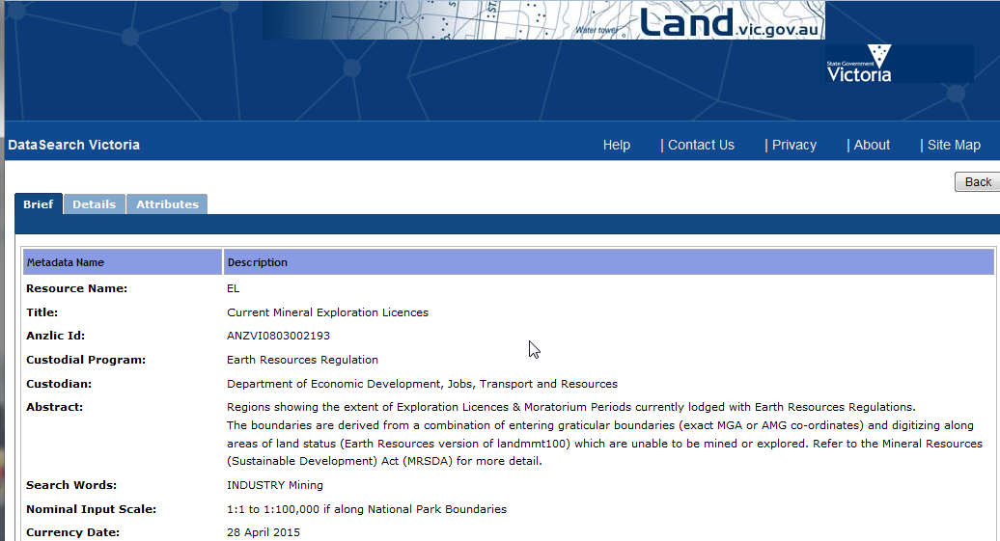 Water tower
Land.vic.gov.au
State Government
Victoria
DataSearch Victoria
Help | Contact Us | Privacy | About | Site Map
Back
Brief Details Attributes
Metadata Name Description
Resource Name: EL
Title: Current Mineral Exploration Licences
Anzlic Id: ANZVI0803002193
Custodial Program: Earth Resources Regulation
Custodian: Department of Economic Development, Jobs, Transport and Resources
Abstract: Regions showing the extent of Exploration Licences & Moratorium Periods currently lodged with Earth Resources Regulations.
The boundaries are derived from a combination of entering graticular boundaries (exact MGA or AMG co-ordinates) and digitizing along
areas of land status (Earth Resources version of landmmt100) which are unable to be mined or explored. Refer to the Mineral Resources
(Sustainable Development) Act (MRSDA) for more detail.
Search Words: INDUSTRY Mining
Nominal Input Scale: 1:1 to 1:100,000 if along National Park Boundaries
Currency Date: 28 April 2015